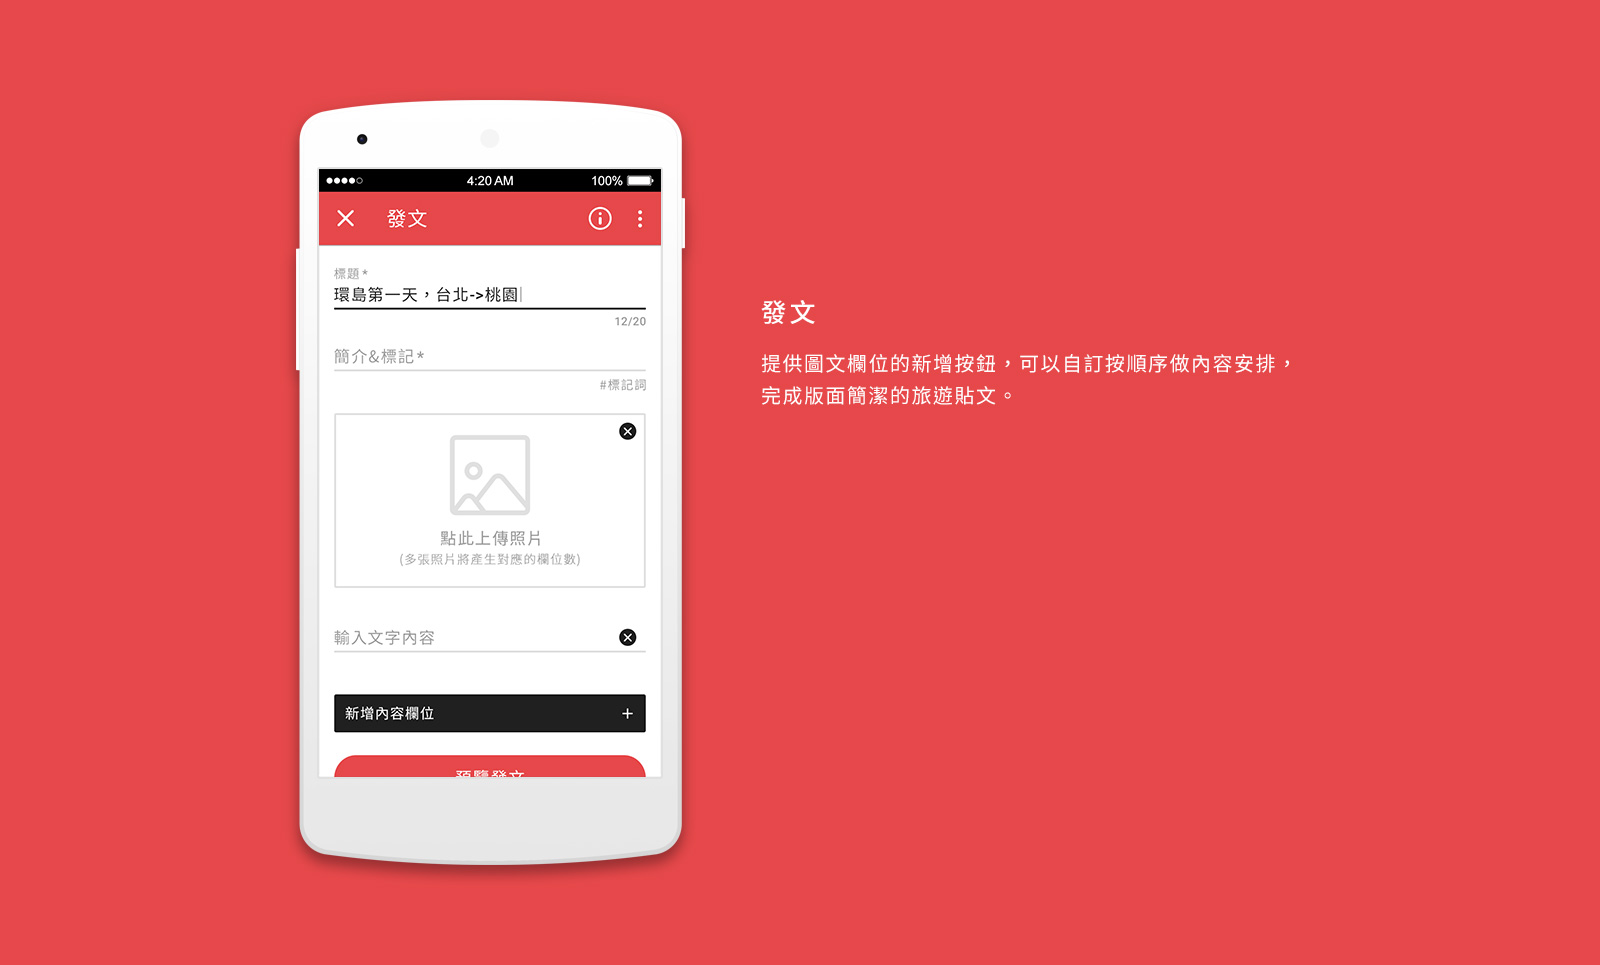 4:20 AM
100%
發文
標題*
環島第一天，台北->桃園
12/20
簡介&標記*
#標記詞
點此上傳照片
(多張照片將產生對應的欄位數)
輸入文字內容
新增內容欄位
預覽發文
發文
提供圖文欄位的新增按鈕，可以自訂按順序做內容安排，
完成版面簡潔的旅遊貼文。